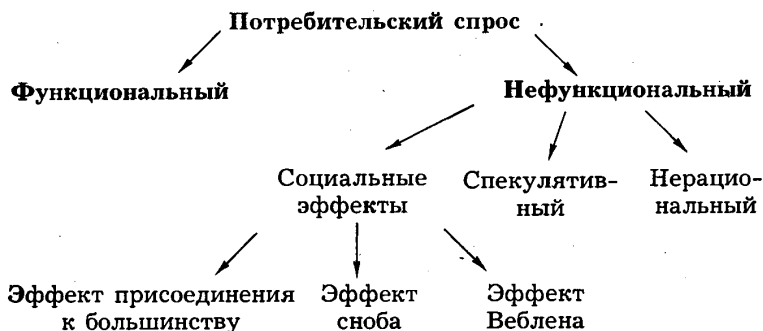 Потребительский спрос
Функциональный
Нефункциональный
Социальные
эффекты
Спекулятив-
ный
Нерацио-
нальный
Эффект присоединения
к большинству
Эффект
сноба
Эффект
Веблена